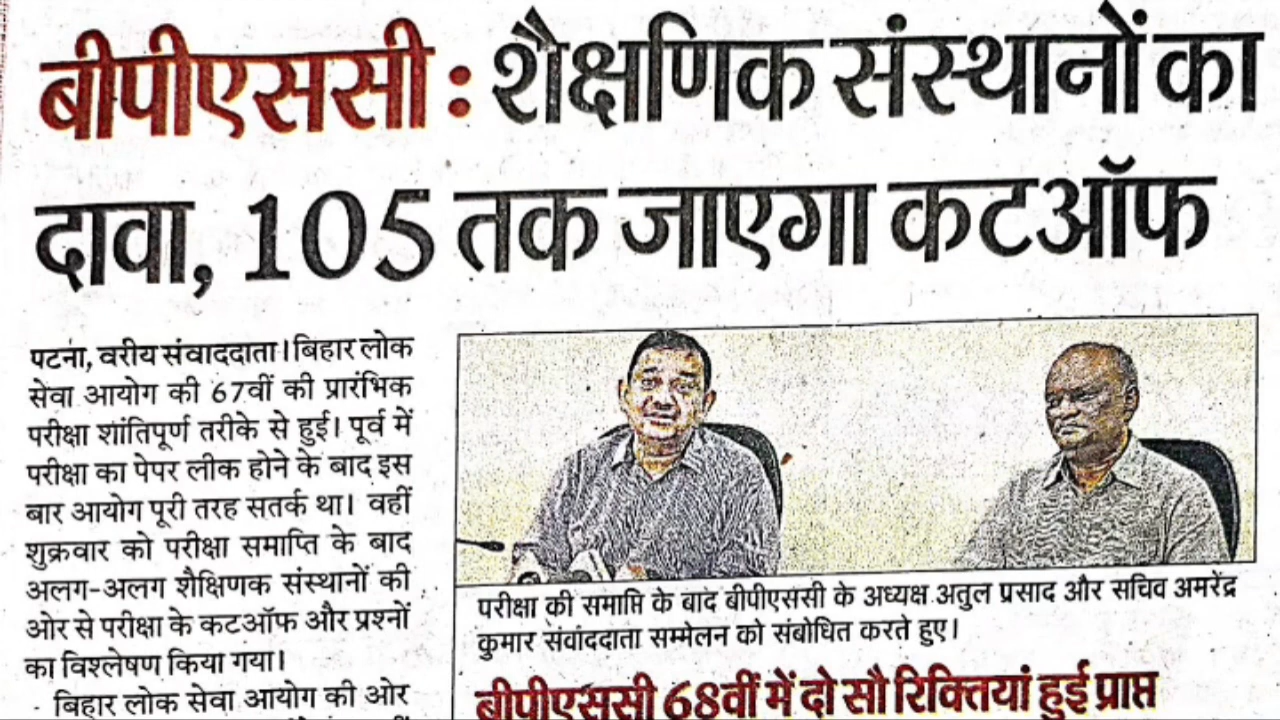 बीपीएससी : शैक्षणिक संस्थानों का
दावा, 105 तक जाएगा कटऑफ
पटना, वरीय संवाददाता। बिहार लोक
सेवा आयोग की 67वीं की प्रारंभिक
परीक्षा शांतिपूर्ण तरीके से हुई। पूर्व में
परीक्षा का पेपर लीक होने के बाद इस
बार आयोग पूरी तरह सतर्क था। वहीं
शुक्रवार को परीक्षा समाप्ति के बाद
अलग-अलग शैक्षिणक संस्थानों की
ओर से परीक्षा के कटऑफ और प्रश्नों
का विश्लेषण किया गया।
बिहार लोक सेवा आयोग की ओर
परीक्षा की समाप्ति के बाद बीपीएससी के अध्यक्ष अतुल प्रसाद और सचिव अमरेंद्र
कुमार संवाददाता सम्मेलन को संबोधित करते हुए।
बीपीएससी 68वीं में दो सौ रिक्तियां हुई प्राप्त